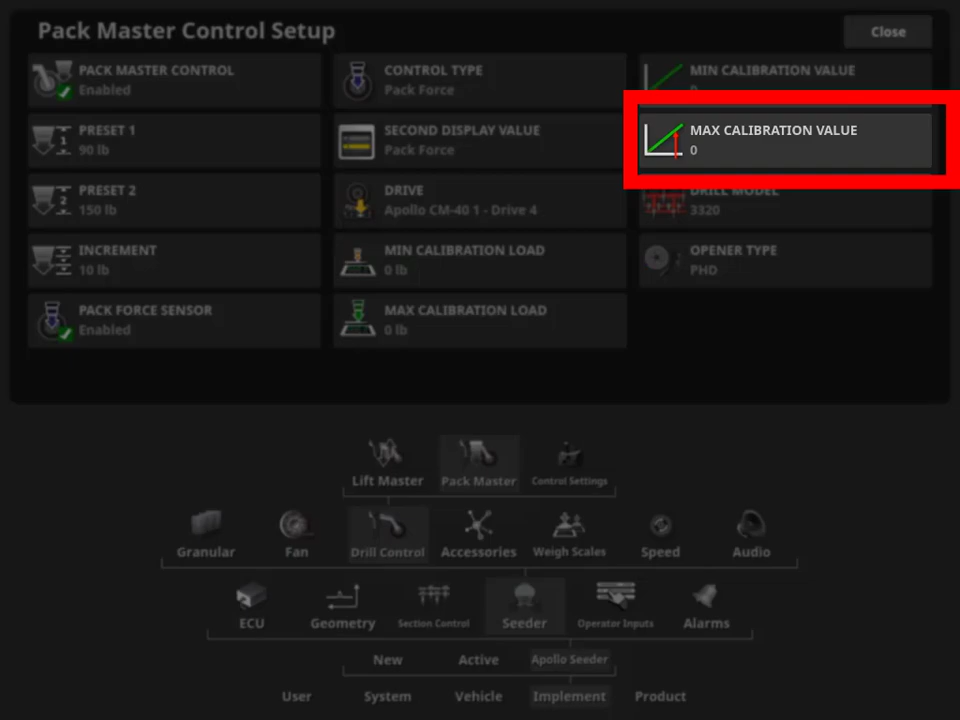 Pack Master Control Setup
Close
PACK MASTER CONTROL
Enabled
CONTROL TYPE
Pack Force
MIN CALIBRATION VALUE
0
PRESET 1
90 lb
SECOND DISPLAY VALUE
Pack Force
MAX CALIBRATION VALUE
0
PRESET 2
150 lb
DRIVE
Apollo CM-40 1 - Drive 4
DRILL MODEL
3320
INCREMENT
10 lb
MIN CALIBRATION LOAD
0 lb
OPENER TYPE
PHD
PACK FORCE SENSOR
Enabled
MAX CALIBRATION LOAD
0 lb
Lift Master
Pack Master
Control Settings
Granular
Fan
Drill Control
Accessories
Weigh Scales
Speed
Audio
ECU
Geometry
Section Control
Seeder
Operator Inputs
Alarms
New
Active
Apollo Seeder
User
System
Vehicle
Implement
Product